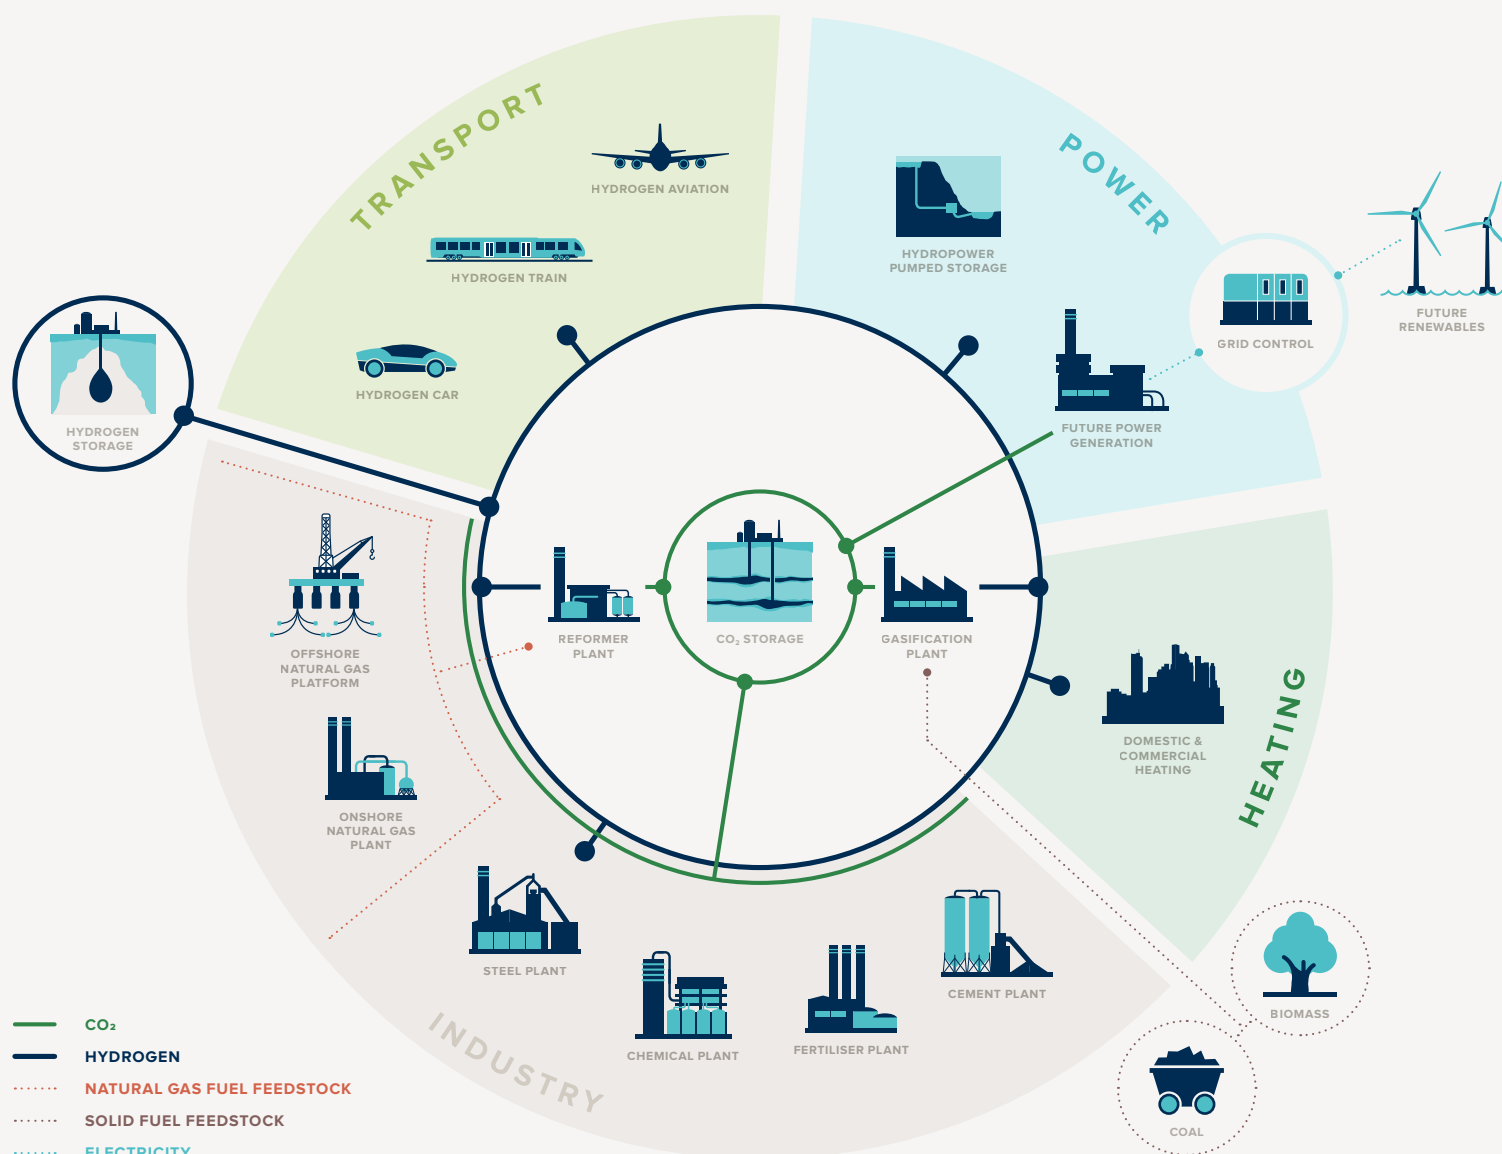 TRANSPORT
HYDROGEN AVIATION
HYDROGEN TRAIN
HYDROGEN CAR
POWER
HYDROPOWER
PUMPED STORAGE
GRID CONTROL
FUTURE
RENEWABLES
FUTURE POWER
GENERATION
HYDROGEN
STORAGE
REFORMER
PLANT
CO₂ STORAGE
GASIFICATION
PLANT
OFFSHORE
NATURAL GAS
PLATFORM
ONSHORE
NATURAL GAS
PLANT
DOMESTIC &
COMMERCIAL
HEATING
HEATING
STEEL PLANT
CHEMICAL PLANT
FERTILISER PLANT
CEMENT PLANT
INDUSTRY
BIOMASS
COAL
CO₂
HYDROGEN
NATURAL GAS FUEL FEEDSTOCK
SOLID FUEL FEEDSTOCK
ELECTRICITY